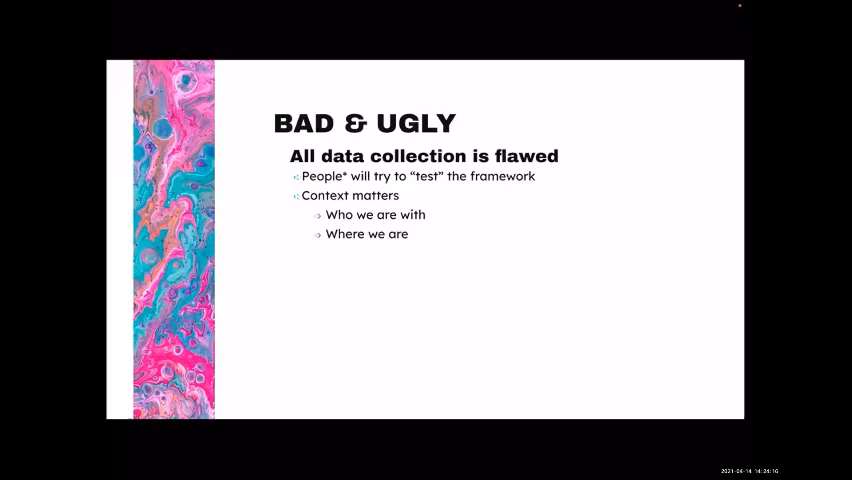 BAD & UGLY
All data collection is flawed
People* will try to “test” the framework
Context matters
Who we are with
Where we are
2021-04-14 14:24:16